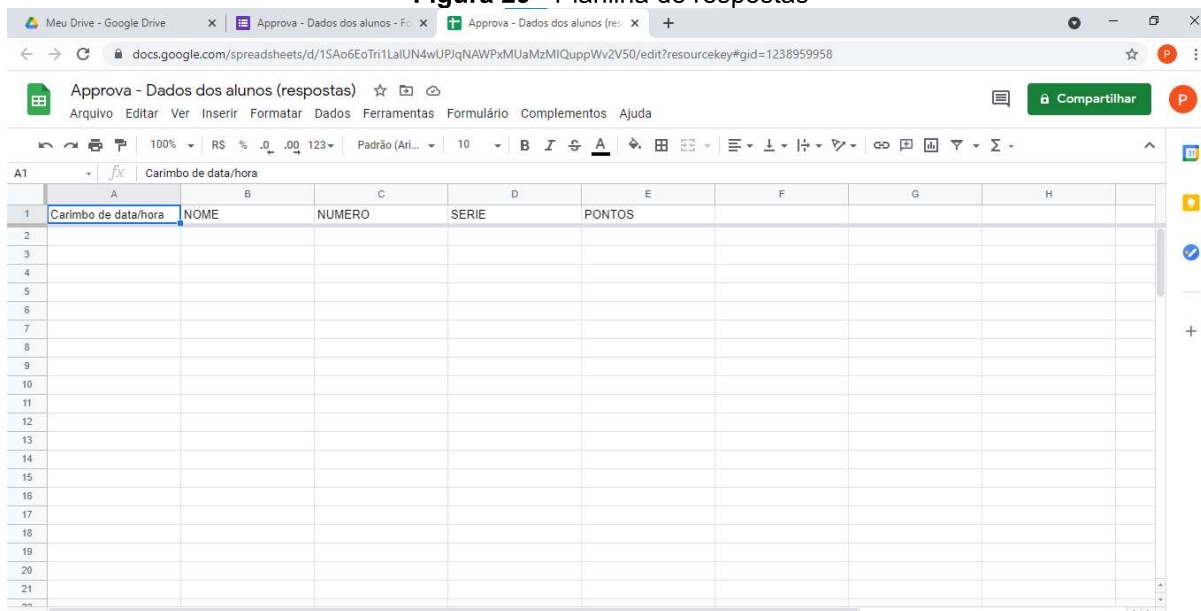 Figura 29 - Planilha de respostas
Meu Drive - Google Drive
Approva - Dados dos alunos - Fo
Approva - Dados dos alunos (res
docs.google.com/spreadsheets/d/1SAo6EoTri1LalUN4wUPJqNAWPxMUaMzMIQuppWv2V50/edit?resourcekey#gid=1238959958
P
Approva - Dados dos alunos (respostas)
Arquivo Editar Ver Inserir Formatar Dados Ferramentas Formulário Complementos Ajuda
Compartilhar
P
100% R$ % .0 .00 123 Padrão (Ari... 10 B I S A
31
A1 fx Carimbo de data/hora
A B C D E F G H
1 Carimbo de data/hora NOME NUMERO SERIE PONTOS
2
3
4
5
6
7
8
9
10
11
12
13
14
15
16
17
18
19
20
21